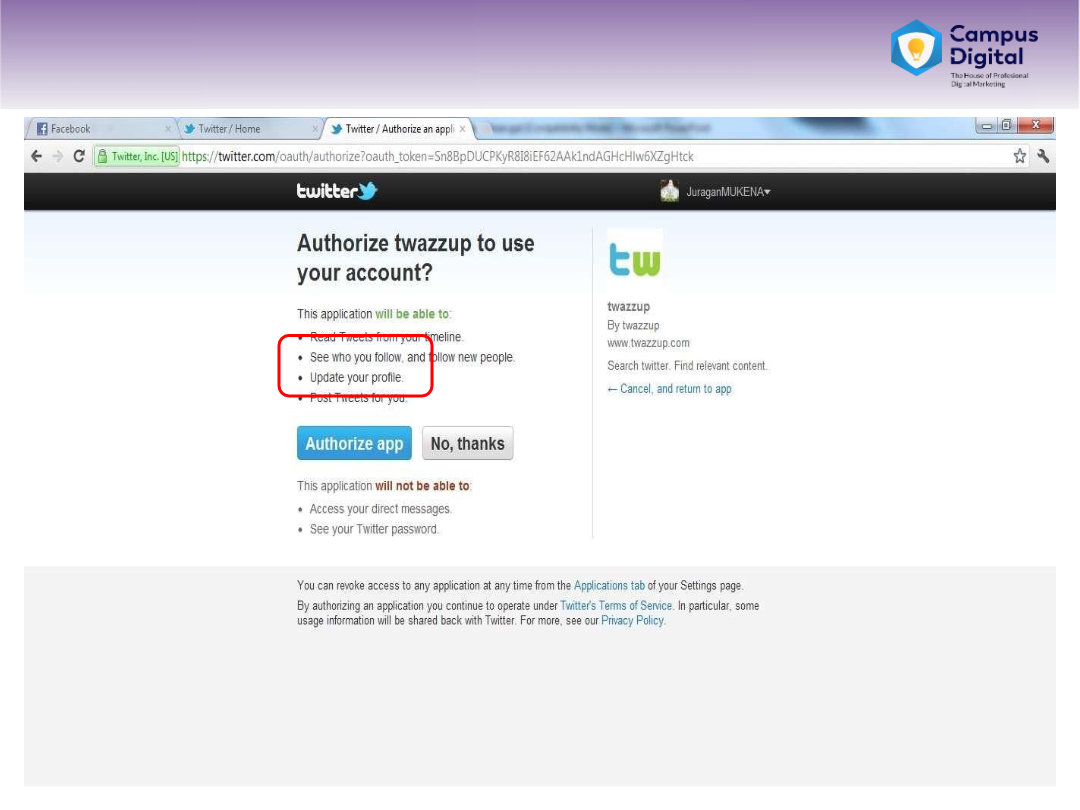 Campus
Digital
The House of Profesional
Digital Marketing
Facebook
Twitter / Home
Twitter / Authorize an appli
Twitter, Inc. [US] https://twitter.com/oauth/authorize?oauth_token=Sn8BpDUCPKyR8I8iEF62AAk1ndAGHcHIw6XZgHtck
twitter
JuraganMUKENA
Authorize twazzup to use
your account?
This application will be able to:
• Read Tweets from your timeline.
• See who you follow, and follow new people.
• Update your profile.
• Post Tweets for you.
Authorize app
No, thanks
This application will not be able to:
• Access your direct messages.
• See your Twitter password.
tw
twazzup
By twazzup
www.twazzup.com
Search twitter. Find relevant content.
← Cancel, and return to app
You can revoke access to any application at any time from the Applications tab of your Settings page.
By authorizing an application you continue to operate under Twitter's Terms of Service. In particular, some
usage information will be shared back with Twitter. For more, see our Privacy Policy.